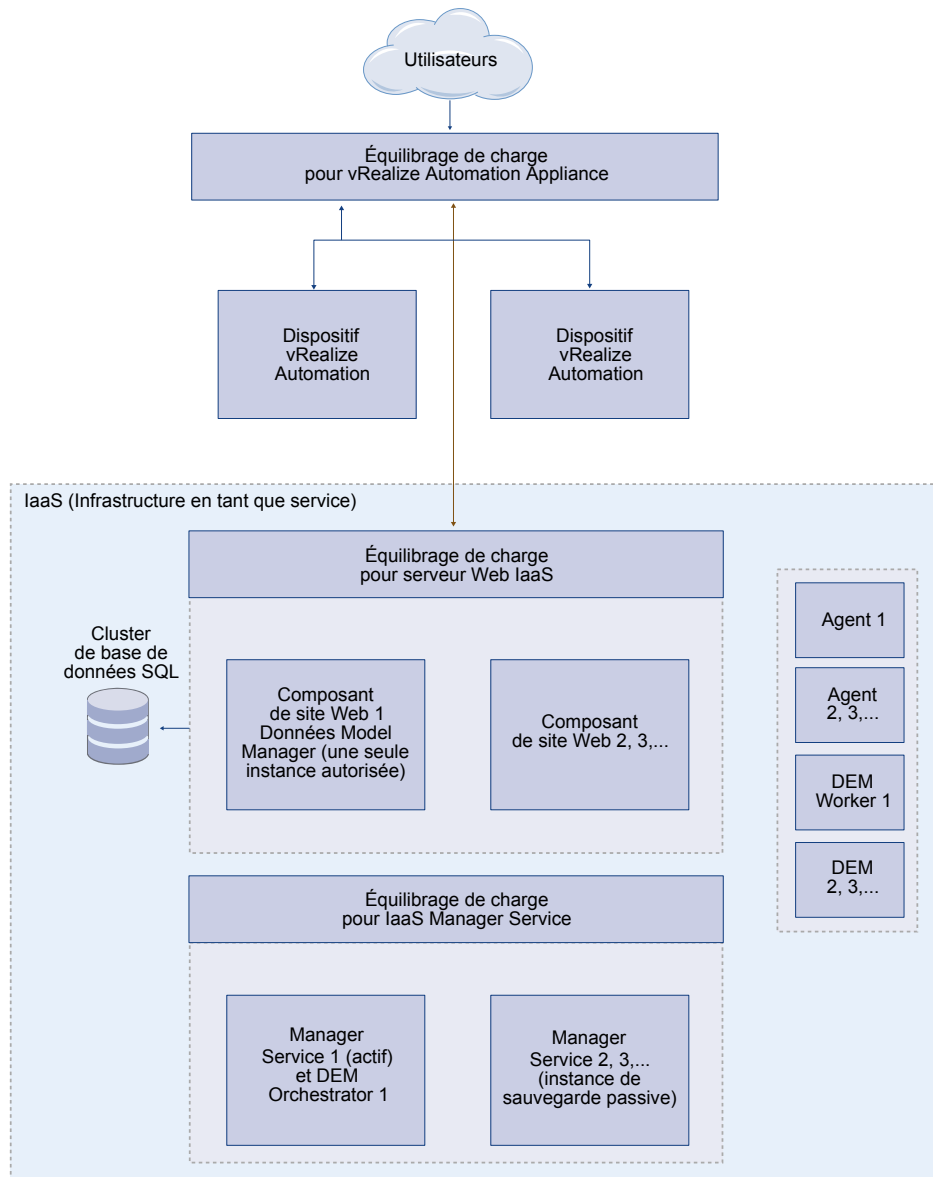 Utilisateurs
Équilibrage de charge
pour vRealize Automation Appliance
Dispositif
vRealize
Automation
Dispositif
vRealize
Automation
IaaS (Infrastructure en tant que service)
Équilibrage de charge
pour serveur Web IaaS
Cluster
de base de
données SQL
Composant
de site Web 1
Données Model
Manager (une seule
instance autorisée)
Composant
de site Web 2, 3,...
Agent 1
Agent
2, 3,...
DEM
Worker 1
DEM
2, 3,...
Équilibrage de charge
pour IaaS Manager Service
Manager
Service 1 (actif)
et DEM
Orchestrator 1
Manager
Service 2, 3,...
(instance de
sauvegarde passive)